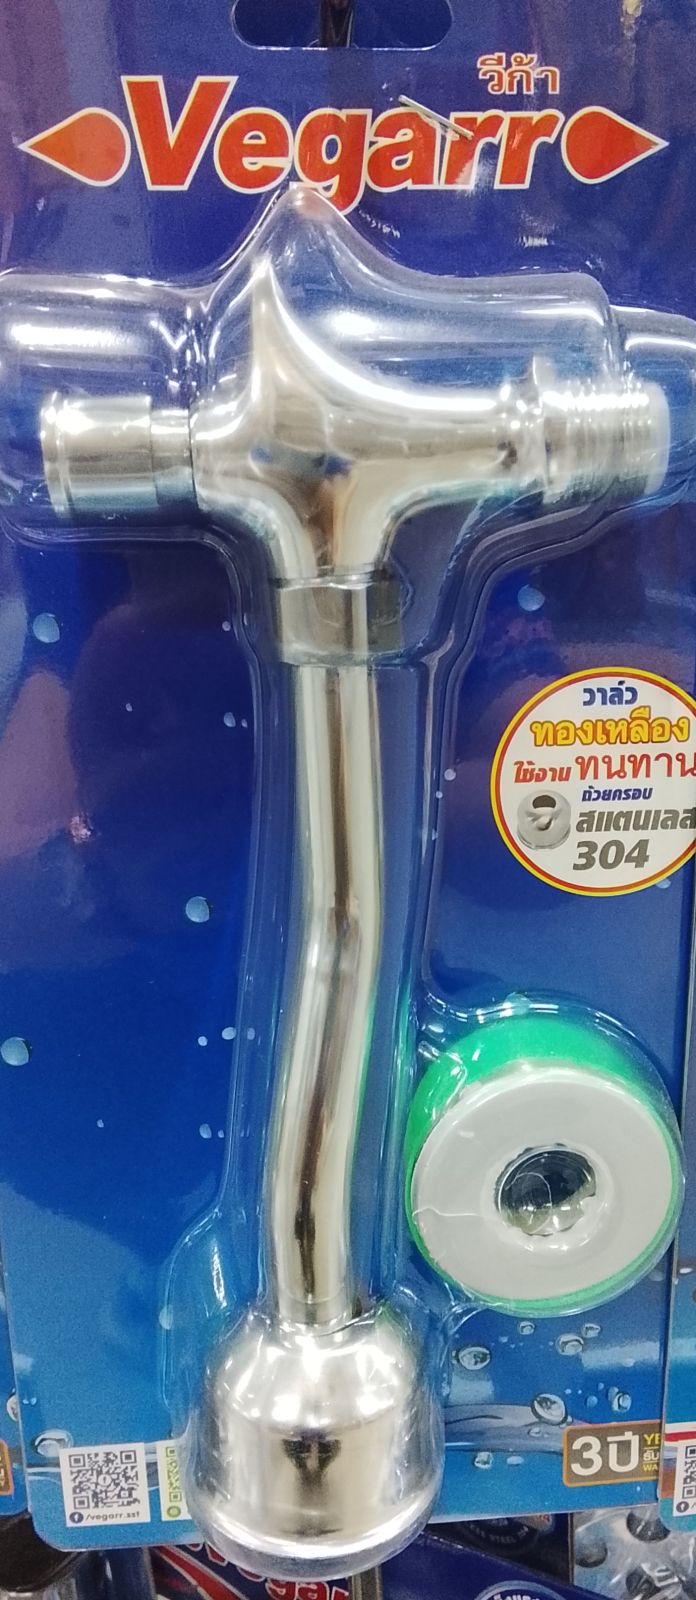 วีก้า
Vegarr
วาล์ว
ทองเหลือง
ใช้งาน ทนทาน
ด้วยครอบ
สแตนเลส
304
3 ปี
/vegarr.sst